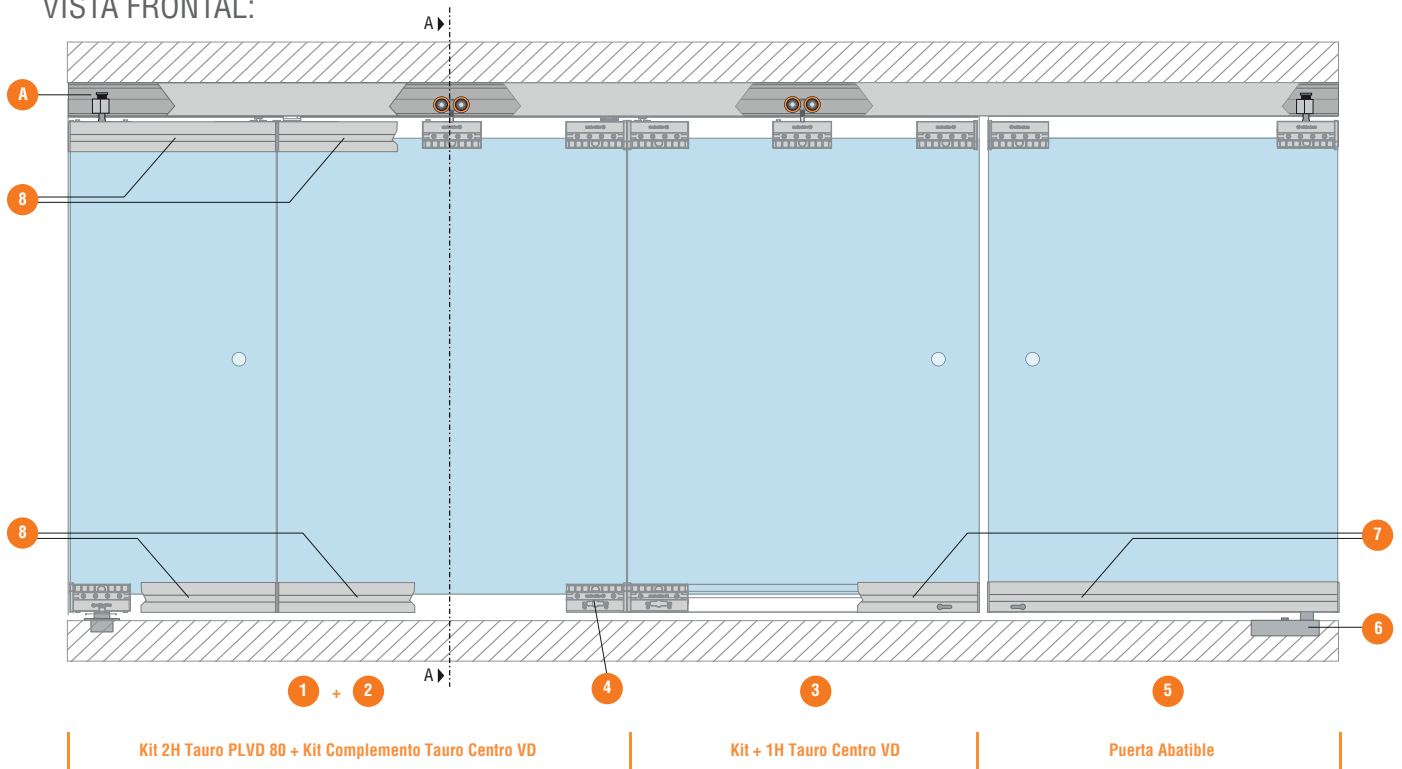 VISTA FRONTAL:
A
A
8
8
7
6
A
1 + 2
4
3
5
Kit 2H Tauro PLVD 80 + Kit Complemento Tauro Centro VD
Kit + 1H Tauro Centro VD
Puerta Abatible